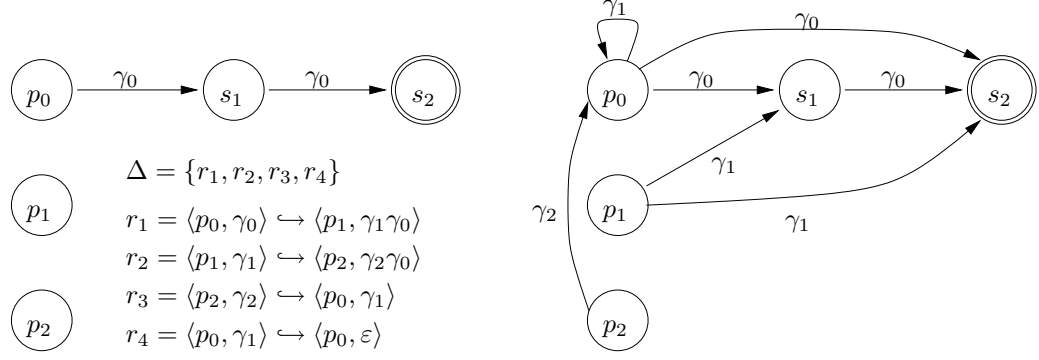 γ₁
γ₀
p₀ γ₀ s₁ γ₀ s₂
p₀ γ₀ s₁ γ₀ s₂
Δ = {r₁, r₂, r₃, r₄}
p₁
r₁ = ⟨p₀, γ₀⟩ ↪ ⟨p₁, γ₁γ₀⟩
r₂ = ⟨p₁, γ₁⟩ ↪ ⟨p₂, γ₂γ₀⟩
r₃ = ⟨p₂, γ₂⟩ ↪ ⟨p₀, γ₁⟩
p₂
r₄ = ⟨p₀, γ₁⟩ ↪ ⟨p₀, ε⟩
γ₁
p₁
γ₂
γ₁
p₂